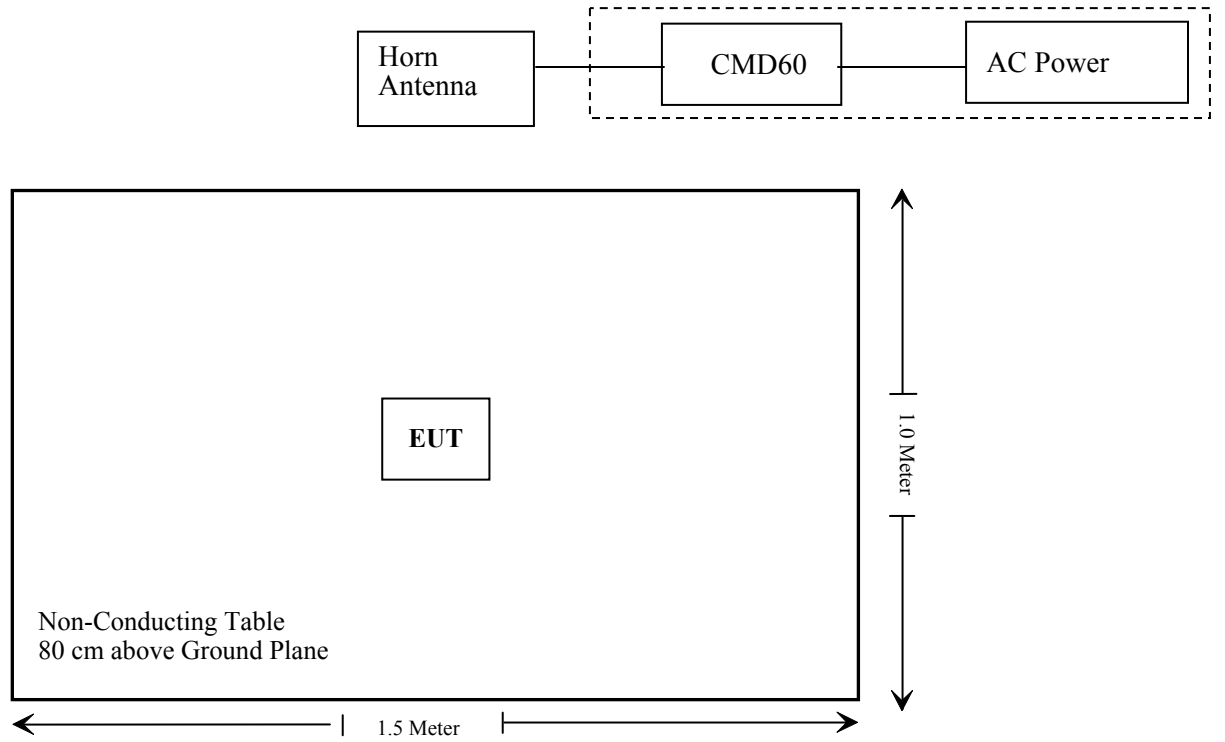 Horn
Antenna
CMD60
AC Power
EUT
1.0 Meter
Non-Conducting Table
80 cm above Ground Plane
1.5 Meter